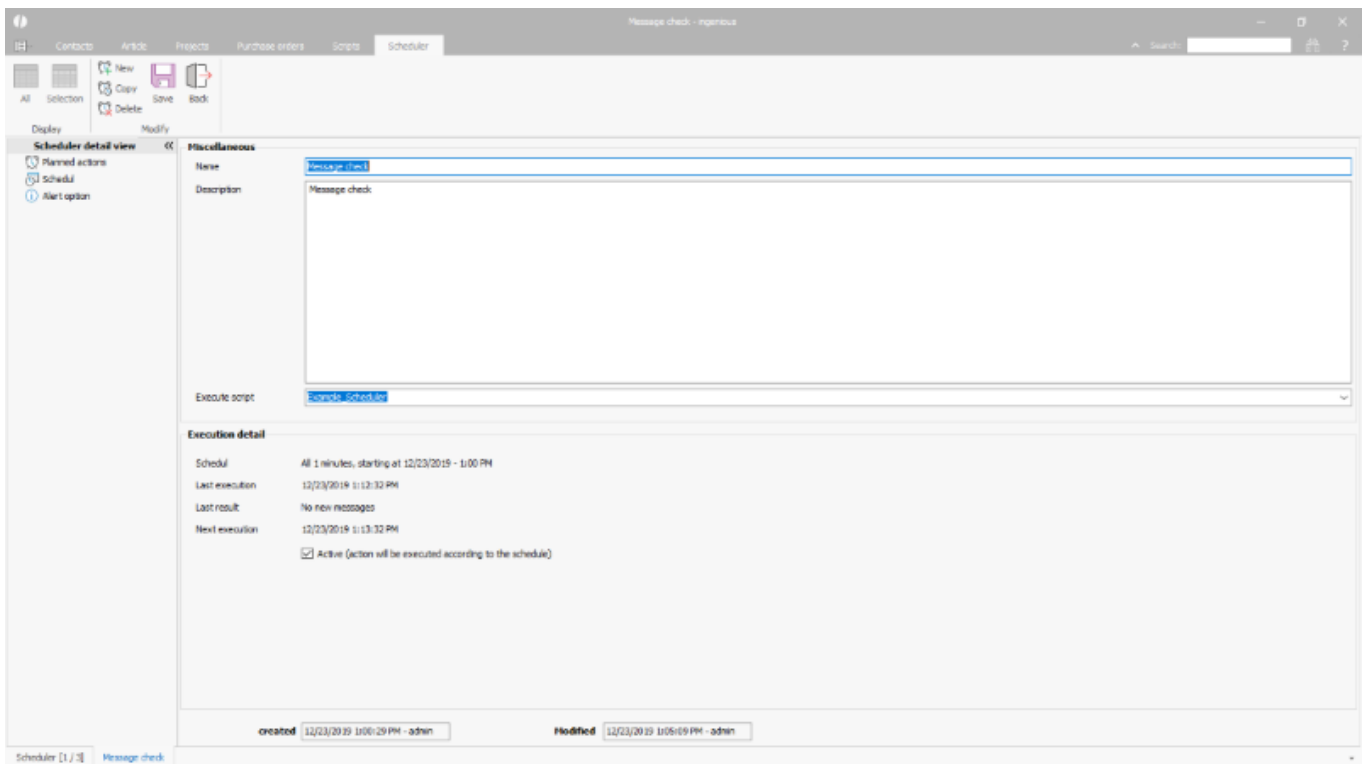 Message check - ingenious
Contacts Article Projects Purchase orders Scripts Scheduler Search: ?
New
Copy
Delete
All Selection Save Back
Display Modify
Scheduler detail view
Planned actions
Schedul
Alert option
Miscellaneous
Name Message check
Description Message check
Execute script Example_Scheduler
Execution detail
Schedul All 1 minutes, starting at 12/23/2019 - 1:00 PM
Last execution 12/23/2019 1:12:32 PM
Last result No new messages
Next execution 12/23/2019 1:13:32 PM
Active (action will be executed according to the schedule)
created 12/23/2019 1:00:29 PM - admin Modified 12/23/2019 1:05:09 PM - admin
Scheduler [1 / 3] Message check